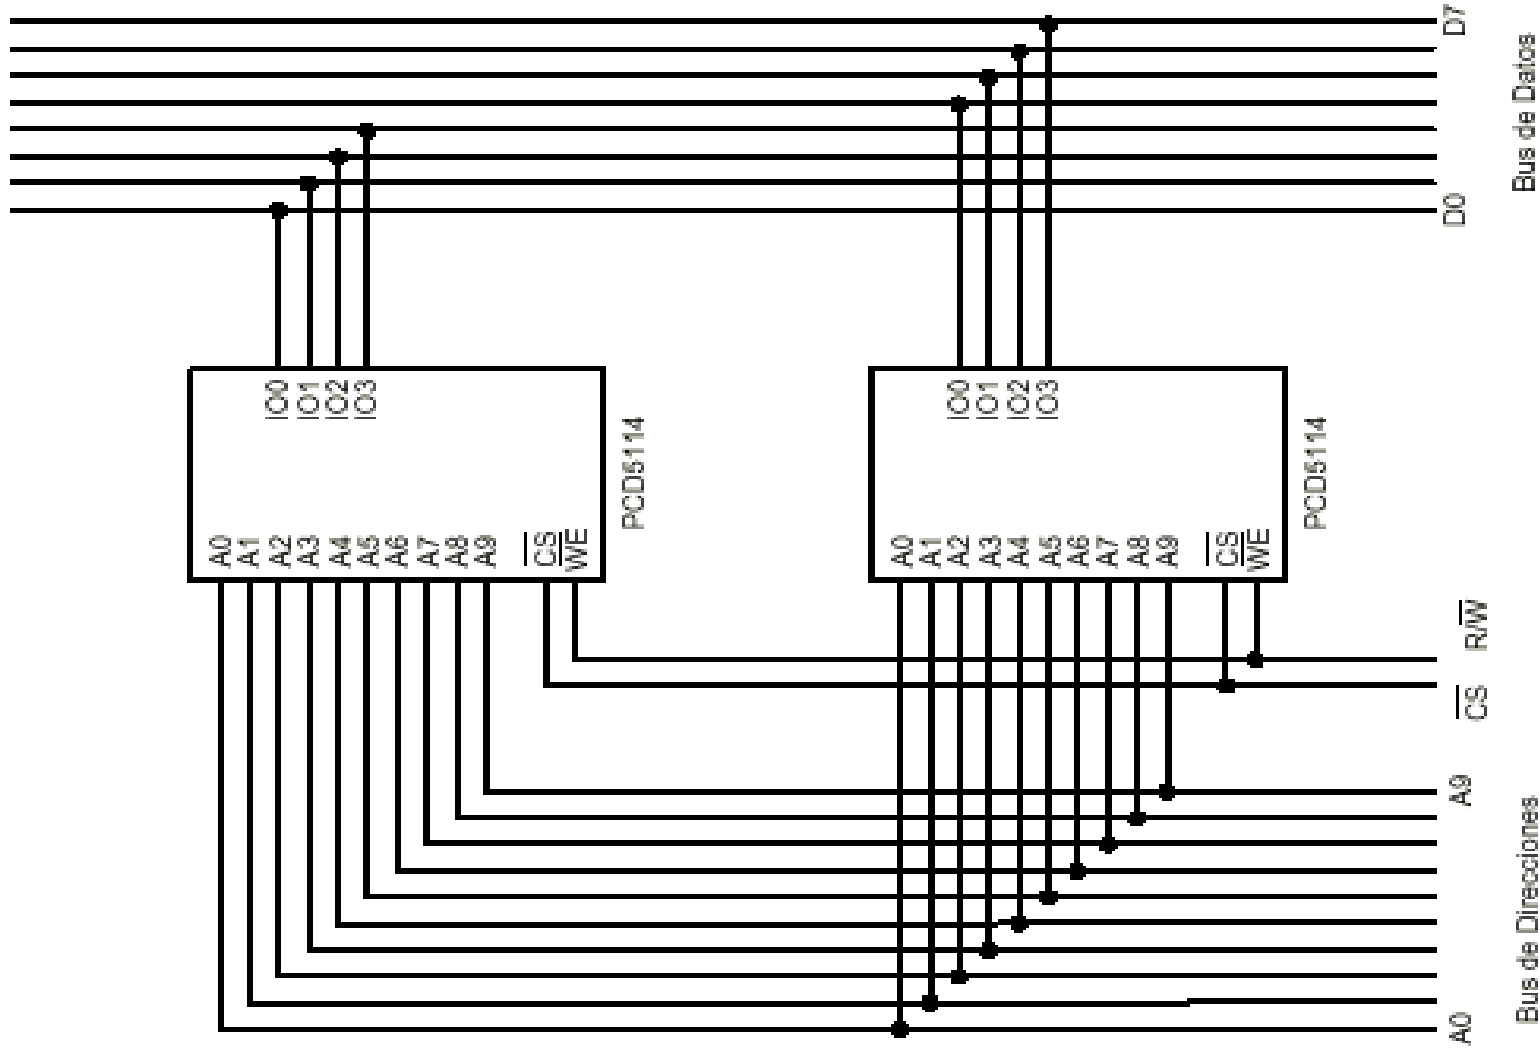 D7
Bus de Datos
D0
IO0
IO1
IO2
IO3
PCD5114
A0
A1
A2
A3
A4
A5
A6
A7
A8
A9
CS
WE
IO0
IO1
IO2
IO3
PCD5114
A0
A1
A2
A3
A4
A5
A6
A7
A8
A9
CS
WE
R/W
CS
A9
Bus de Direcciones
A0